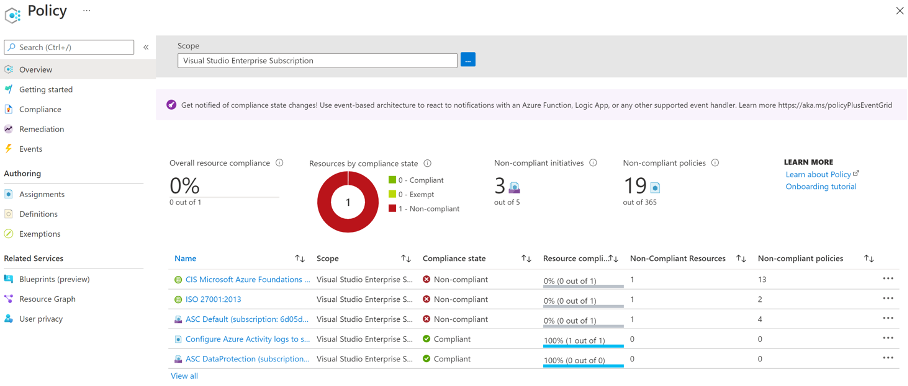 Policy ...
Search (Ctrl+/) «
Overview
Getting started
Compliance
Remediation
Events
Authoring
Assignments
Definitions
Exemptions
Related Services
Blueprints (preview)
Resource Graph
User privacy
Scope
Visual Studio Enterprise Subscription ...
Get notified of compliance state changes! Use event-based architecture to react to notifications with an Azure Function, Logic App, or any other supported event handler. Learn more https://aka.ms/policyPlusEventGrid
Overall resource compliance
0%
0 out of 1
Resources by compliance state
1
0 - Compliant
0 - Exempt
1 - Non-compliant
Non-compliant initiatives
3
out of 5
Non-compliant policies
19
out of 365
LEARN MORE
Learn about Policy
Onboarding tutorial
Name Scope Compliance state Resource compli... Non-Compliant Resources Non-compliant policies
CIS Microsoft Azure Foundations ... Visual Studio Enterprise S... Non-compliant 0% (0 out of 1) 1 13 ...
ISO 27001:2013 Visual Studio Enterprise S... Non-compliant 0% (0 out of 1) 1 2 ...
ASC Default (subscription: 6d05d... Visual Studio Enterprise S... Non-compliant 0% (0 out of 1) 1 4 ...
Configure Azure Activity logs to s... Visual Studio Enterprise S... Compliant 100% (1 out of 1) 0 0 ...
ASC DataProtection (subscription... Visual Studio Enterprise S... Compliant 100% (0 out of 0) 0 0 ...
View all